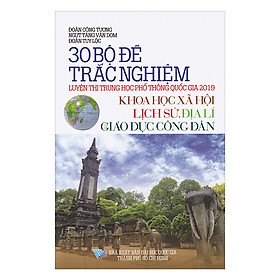 ĐOÀN CÔNG TƯƠNG
NGƯT TĂNG VĂN DOM
ĐOÀN TUY LỘC
30 BỘ ĐỀ
TRẮC NGHIỆM
LUYỆN THI TRUNG HỌC PHỔ THÔNG QUỐC GIA 2019
KHOA HỌC XÃ HỘI
LỊCH SỬ, ĐỊA LÍ
GIÁO DỤC CÔNG DÂN
NHÀ XUẤT BẢN ĐẠI HỌC QUỐC GIA
THÀNH PHỐ HỒ CHÍ MINH